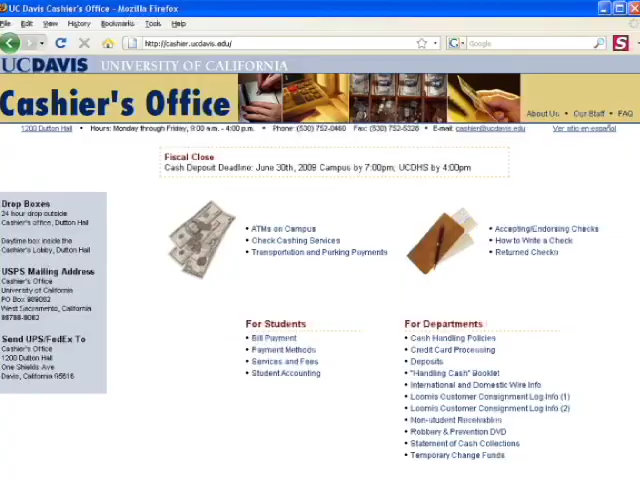 UC Davis Cashier's Office - Mozilla Firefox
File Edit View History Bookmarks Tools Help
http://cashier.ucdavis.edu/
Google
UCDAVIS UNIVERSITY OF CALIFORNIA
Cashier's Office
About Us • Our Staff • FAQ
1200 Dutton Hall • Hours: Monday through Friday, 9:00 a.m. - 4:00 p.m. • Phone: (530) 752-0460 Fax: (530) 752-5326 • E-mail: cashier@ucdavis.edu
Ver sitio en español
Fiscal Close
Cash Deposit Deadline: June 30th, 2009 Campus by 7:00pm; UCDHS by 4:00pm
Drop Boxes
24 hour drop outside
Cashier's office, Dutton Hall
Daytime box inside the
Cashier's Lobby, Dutton Hall
USPS Mailing Address
Cashier's Office
University of California
PO Box 989062
West Sacramento, California
95798-9062
Send UPS/FedEx To
Cashier's Office
1200 Dutton Hall
One Shields Ave
Davis, California 95616
• ATMs on Campus
• Check Cashing Services
• Transportation and Parking Payments
• Accepting/Endorsing Checks
• How to Write a Check
• Returned Checks
For Students
• Bill Payment
• Payment Methods
• Services and Fees
• Student Accounting
For Departments
• Cash Handling Policies
• Credit Card Processing
• Deposits
• "Handling Cash" Booklet
• International and Domestic Wire Info
• Loomis Customer Consignment Log Info (1)
• Loomis Customer Consignment Log Info (2)
• Non-student Receivables
• Robbery & Prevention DVD
• Statement of Cash Collections
• Temporary Change Funds